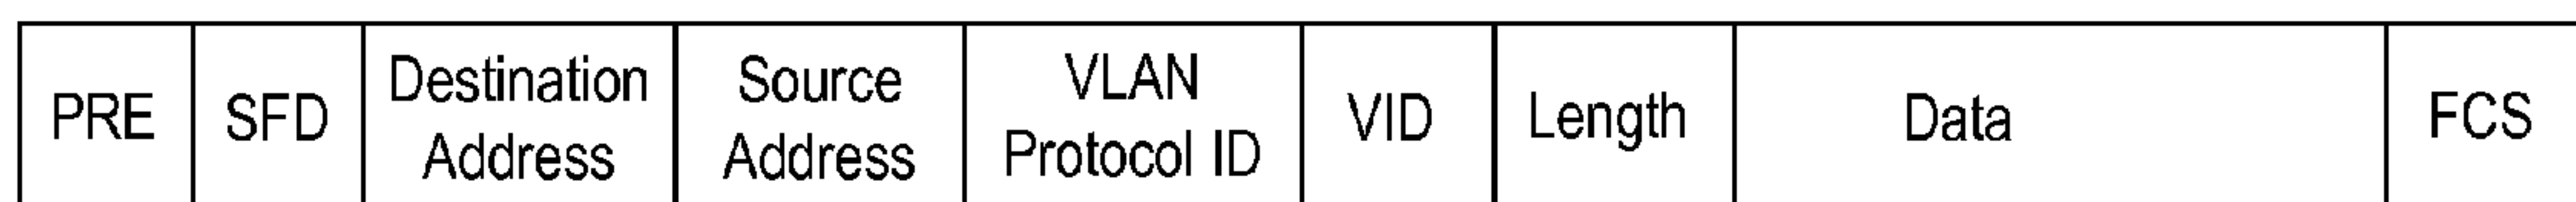 PRE
SFD
Destination
Address
Source
Address
VLAN
Protocol ID
VID
Length
Data
FCS